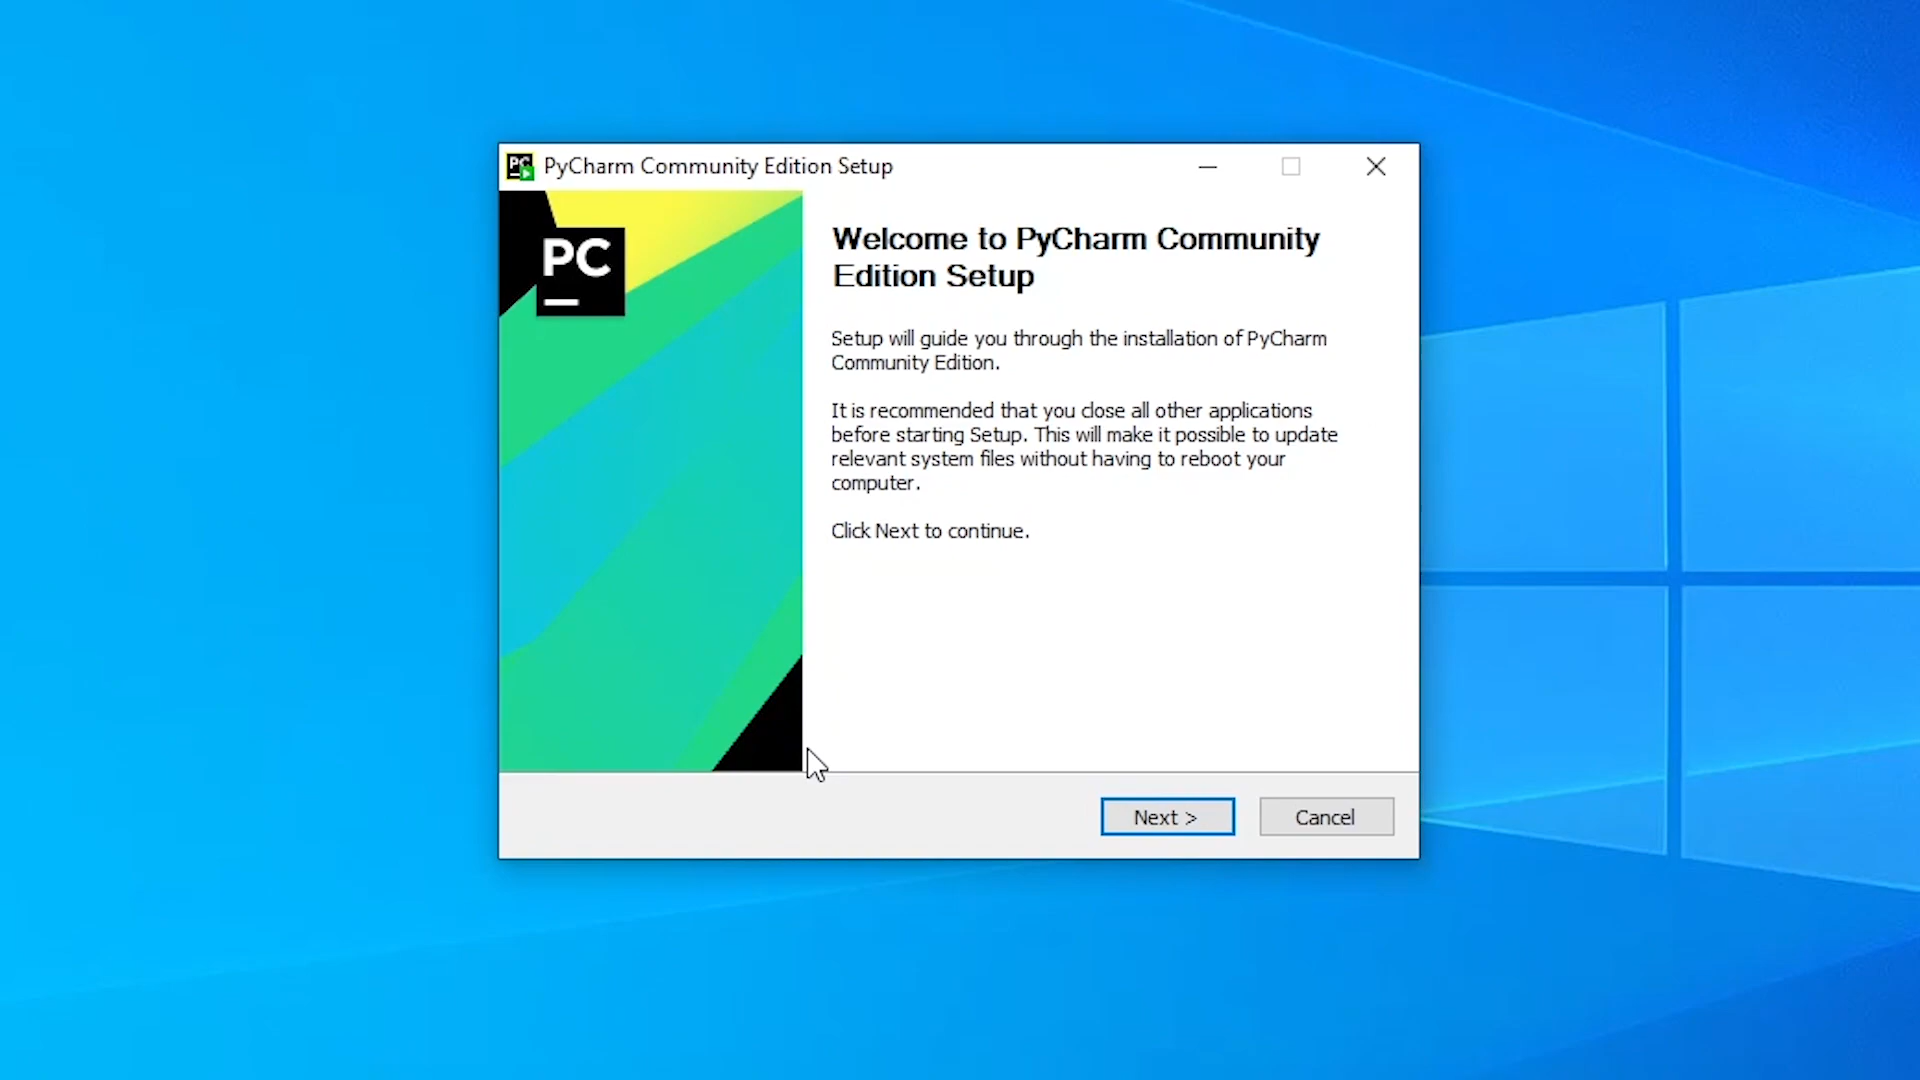 PyCharm Community Edition Setup
PC
Welcome to PyCharm Community
Edition Setup
Setup will guide you through the installation of PyCharm
Community Edition.
It is recommended that you close all other applications
before starting Setup. This will make it possible to update
relevant system files without having to reboot your
computer.
Click Next to continue.
Next >
Cancel